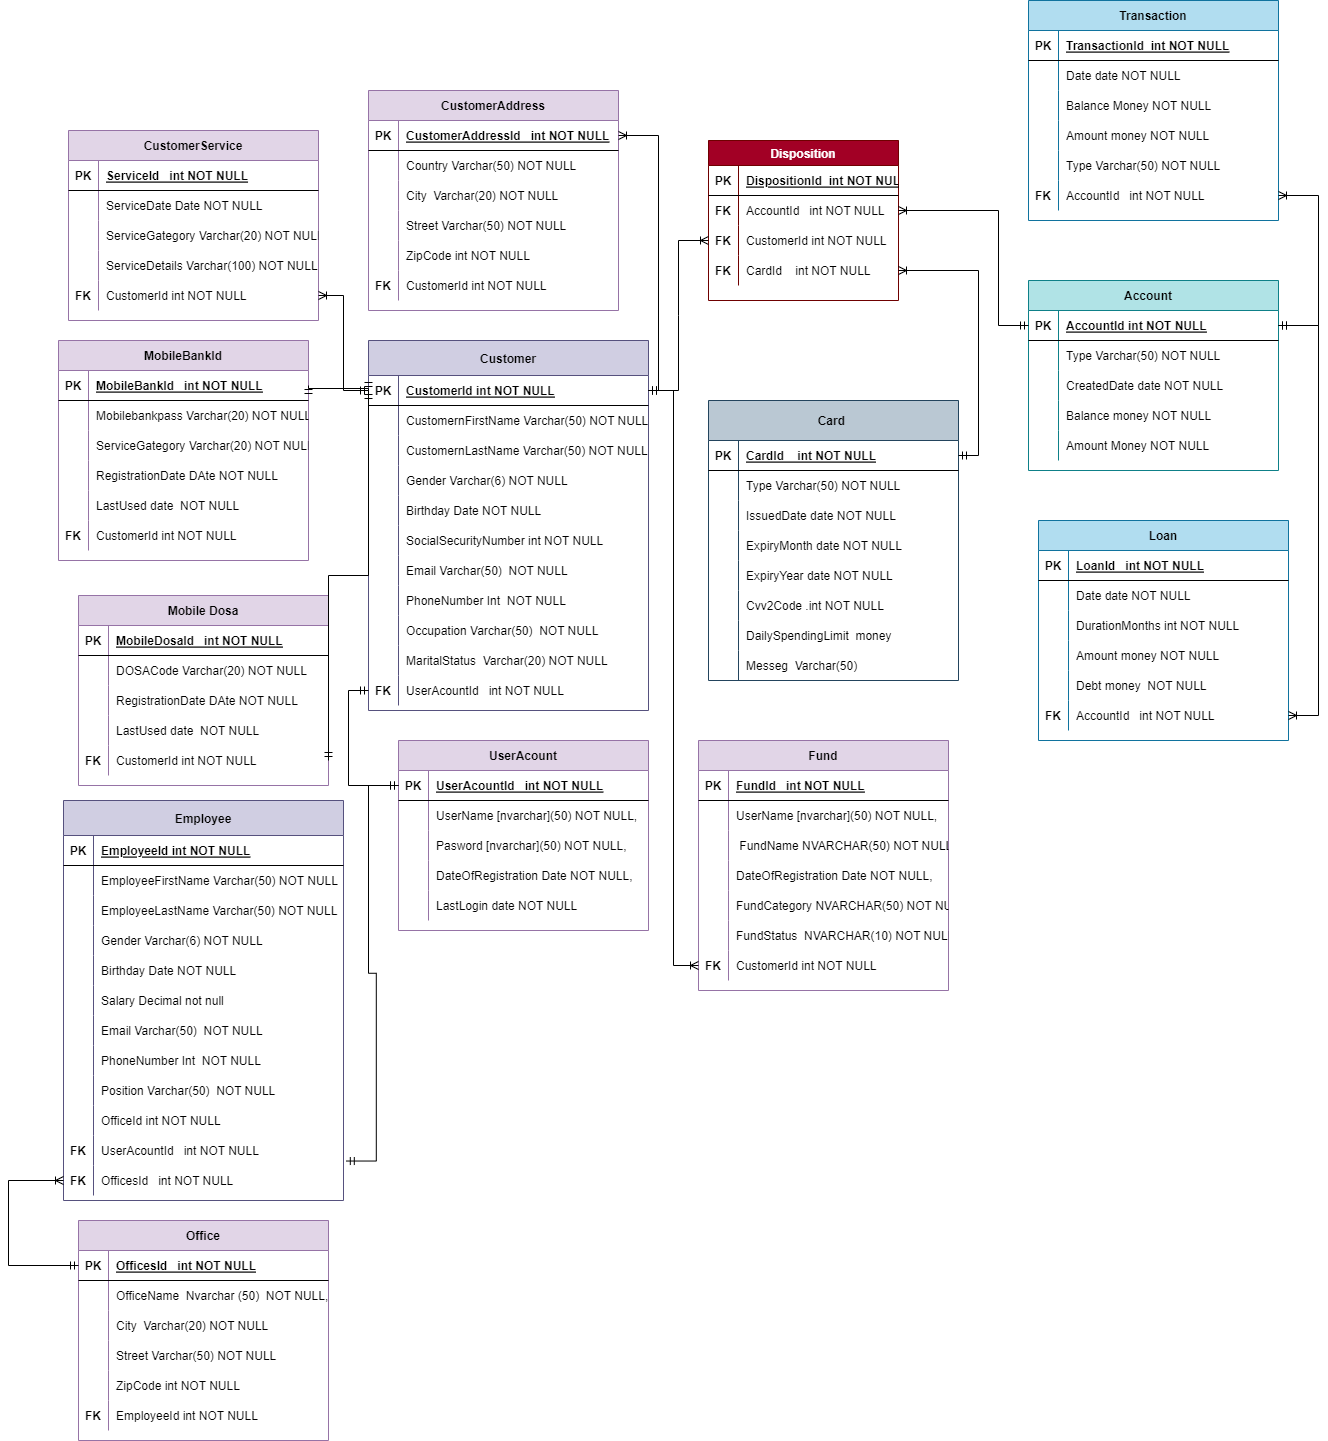 Transaction
PK TransactionId int NOT NULL
Date date NOT NULL
Balance Money NOT NULL
Amount money NOT NULL
Type Varchar(50) NOT NULL
FK AccountId int NOT NULL
CustomerAddress
PK CustomerAddressId int NOT NULL
Country Varchar(50) NOT NULL
City Varchar(20) NOT NULL
Street Varchar(50) NOT NULL
ZipCode int NOT NULL
FK CustomerId int NOT NULL
CustomerService
PK ServiceId int NOT NULL
ServiceDate Date NOT NULL
ServiceGategory Varchar(20) NOT NULL
ServiceDetails Varchar(100) NOT NULL
FK CustomerId int NOT NULL
Disposition
PK DispositionId int NOT NUL
FK AccountId int NOT NULL
FK CustomerId int NOT NULL
FK CardId int NOT NULL
Account
PK AccountId int NOT NULL
Type Varchar(50) NOT NULL
CreatedDate date NOT NULL
Balance money NOT NULL
Amount Money NOT NULL
MobileBankId
PK MobileBankId int NOT NULL
Mobilebankpass Varchar(20) NOT NULL
ServiceGategory Varchar(20) NOT NULL
RegistrationDate DAte NOT NULL
LastUsed date NOT NULL
FK CustomerId int NOT NULL
Customer
PK CustomerId int NOT NULL
CustomernFirstName Varchar(50) NOT NULL
CustomernLastName Varchar(50) NOT NULL
Gender Varchar(6) NOT NULL
Birthday Date NOT NULL
SocialSecurityNumber int NOT NULL
Email Varchar(50) NOT NULL
PhoneNumber Int NOT NULL
Occupation Varchar(50) NOT NULL
MaritalStatus Varchar(20) NOT NULL
FK UserAcountId int NOT NULL
Card
PK CardId int NOT NULL
Type Varchar(50) NOT NULL
IssuedDate date NOT NULL
ExpiryMonth date NOT NULL
ExpiryYear date NOT NULL
Cvv2Code .int NOT NULL
DailySpendingLimit money
Messeg Varchar(50)
Loan
PK LoanId int NOT NULL
Date date NOT NULL
DurationMonths int NOT NULL
Amount money NOT NULL
Debt money NOT NULL
FK AccountId int NOT NULL
Mobile Dosa
PK MobileDosaId int NOT NULL
DOSACode Varchar(20) NOT NULL
RegistrationDate DAte NOT NULL
LastUsed date NOT NULL
FK CustomerId int NOT NULL
UserAcount
PK UserAcountId int NOT NULL
UserName [nvarchar](50) NOT NULL,
Pasword [nvarchar](50) NOT NULL,
DateOfRegistration Date NOT NULL,
LastLogin date NOT NULL
Fund
PK FundId int NOT NULL
UserName [nvarchar](50) NOT NULL,
FundName NVARCHAR(50) NOT NULL
DateOfRegistration Date NOT NULL,
FundCategory NVARCHAR(50) NOT NU
FundStatus NVARCHAR(10) NOT NUL
FK CustomerId int NOT NULL
Employee
PK EmployeeId int NOT NULL
EmployeeFirstName Varchar(50) NOT NULL
EmployeeLastName Varchar(50) NOT NULL
Gender Varchar(6) NOT NULL
Birthday Date NOT NULL
Salary Decimal not null
Email Varchar(50) NOT NULL
PhoneNumber Int NOT NULL
Position Varchar(50) NOT NULL
OfficeId int NOT NULL
FK UserAcountId int NOT NULL
FK OfficesId int NOT NULL
Office
PK OfficesId int NOT NULL
OfficeName Nvarchar (50) NOT NULL,
City Varchar(20) NOT NULL
Street Varchar(50) NOT NULL
ZipCode int NOT NULL
FK EmployeeId int NOT NULL